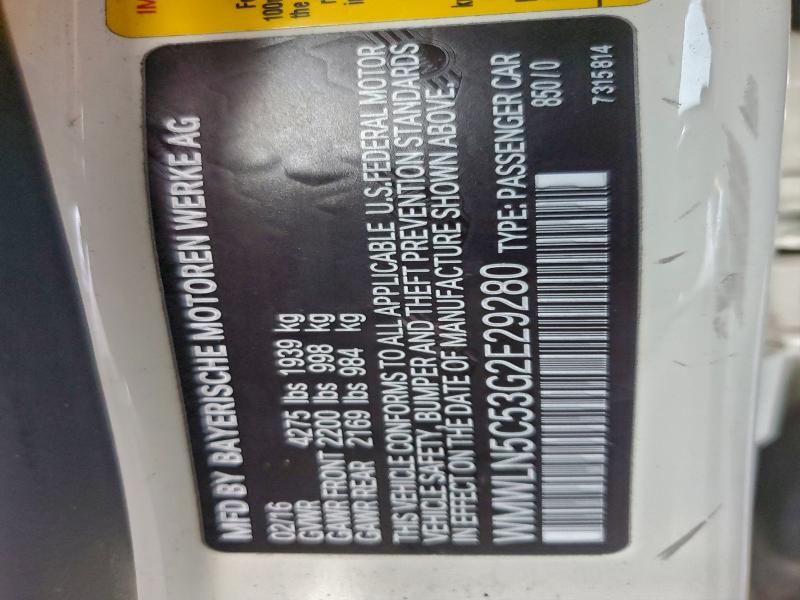 MFD BY BAYERISCHE MOTOREN WERKE AG
02/16
GVWR 4275 lbs 1939 kg
GAWR FRONT 2200 lbs 998 kg
GAWR REAR 2169 lbs 984 kg
THIS VEHICLE CONFORMS TO ALL APPLICABLE U.S. FEDERAL MOTOR
VEHICLE SAFETY, BUMPER AND THEFT PREVENTION STANDARDS
IN EFFECT ON THE DATE OF MANUFACTURE SHOWN ABOVE.
WMWLN5C53G2E29280 TYPE: PASSENGER CAR
850/0
7315814